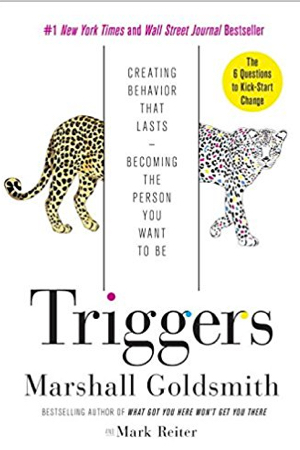 #1 New York Times and Wall Street Journal Bestseller
The
6 Questions
to Kick-Start
Change
CREATING
BEHAVIOR
THAT
LASTS
–
BECOMING
THE
PERSON
YOU
WANT
TO BE
Triggers
Marshall Goldsmith
BESTSELLING AUTHOR OF WHAT GOT YOU HERE WON'T GET YOU THERE
AND Mark Reiter